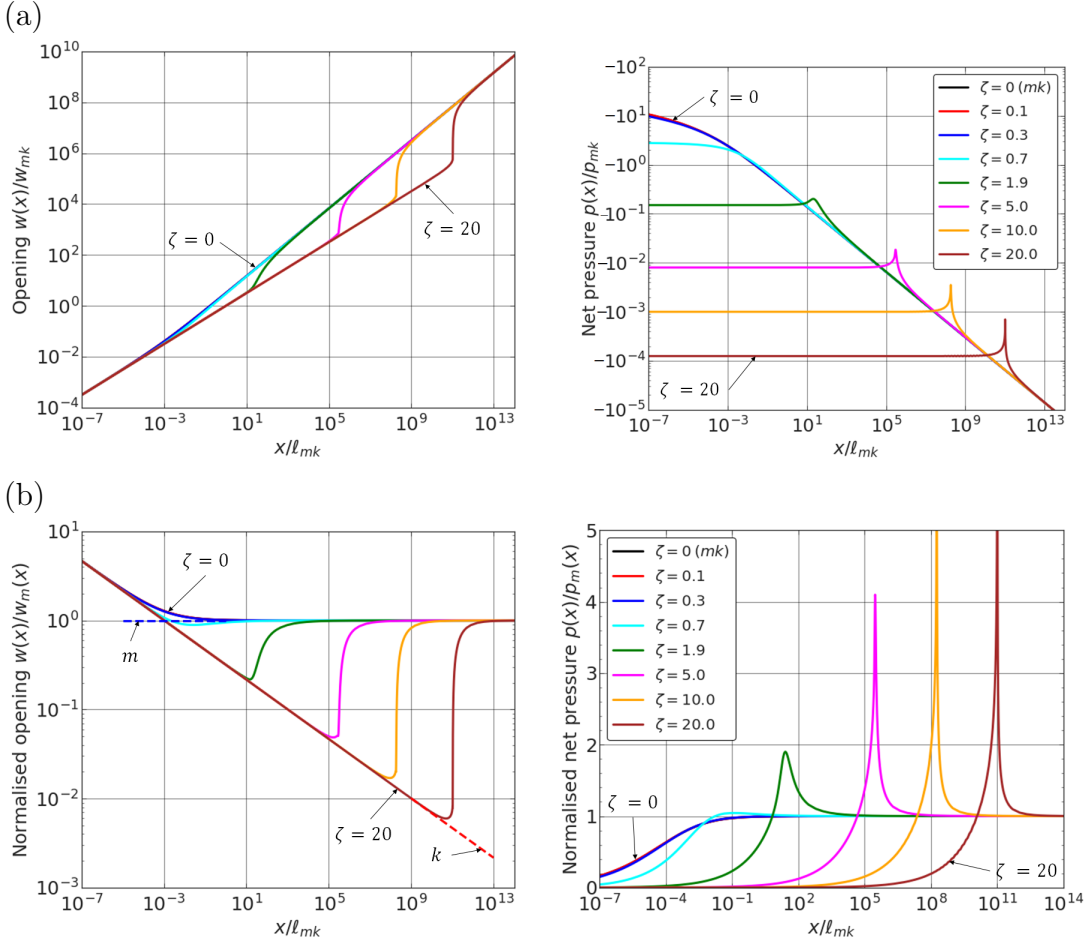 (a)
10^10
10^8
10^6
10^4
10^2
10^0
10^−2
10^−4
Opening w(x)/w_mk
ζ = 0
ζ = 20
10^−7 10^−3 10^1 10^5 10^9 10^13
x/ℓ_mk
−10^2
−10^1
−10^0
−10^−1
−10^−2
−10^−3
−10^−4
−10^−5
Net pressure p(x)/p_mk
ζ = 0
ζ = 20
ζ = 0 (mk)
ζ = 0.1
ζ = 0.3
ζ = 0.7
ζ = 1.9
ζ = 5.0
ζ = 10.0
ζ = 20.0
10^−7 10^−3 10^1 10^5 10^9 10^13
x/ℓ_mk
(b)
10^1
10^0
10^−1
10^−2
10^−3
Normalised opening w(x)/w_m(x)
ζ = 0
m
ζ = 20
k
10^−7 10^−3 10^1 10^5 10^9 10^13
x/ℓ_mk
5
4
3
2
1
0
Normalised net pressure p(x)/p_m(x)
ζ = 0 (mk)
ζ = 0.1
ζ = 0.3
ζ = 0.7
ζ = 1.9
ζ = 5.0
ζ = 10.0
ζ = 20.0
ζ = 0
ζ = 20
10^−7 10^−4 10^−1 10^2 10^5 10^8 10^11 10^14
x/ℓ_mk